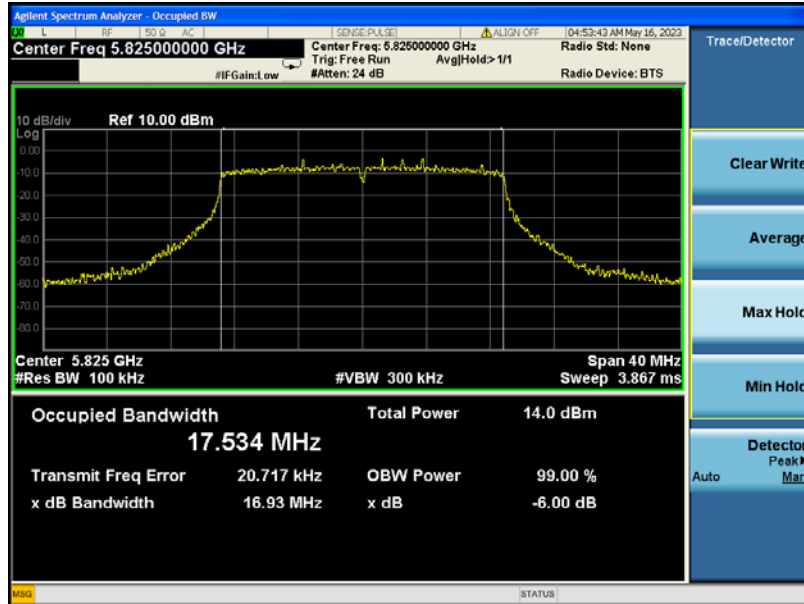 Agilent Spectrum Analyzer - Occupied BW
L RF 50 Ω AC SENSE:PULSE ALIGN OFF 04:53:43 AM May 16, 2023
Center Freq 5.825000000 GHz
Center Freq: 5.825000000 GHz
Radio Std: None
Trig: Free Run Avg|Hold:> 1/1
#IFGain:Low
#Atten: 24 dB
Radio Device: BTS
10 dB/div Ref 10.00 dBm
Log
0.00
-10.0
-20.0
-30.0
-40.0
-50.0
-60.0
-70.0
-80.0
Center 5.825 GHz Span 40 MHz
#Res BW 100 kHz #VBW 300 kHz Sweep 3.867 ms
Occupied Bandwidth Total Power 14.0 dBm
17.534 MHz
Transmit Freq Error 20.717 kHz OBW Power 99.00 %
x dB Bandwidth 16.93 MHz x dB -6.00 dB
MSG STATUS
Trace/Detector
Clear Write
Average
Max Hold
Min Hold
Detector
Peak
Auto Man